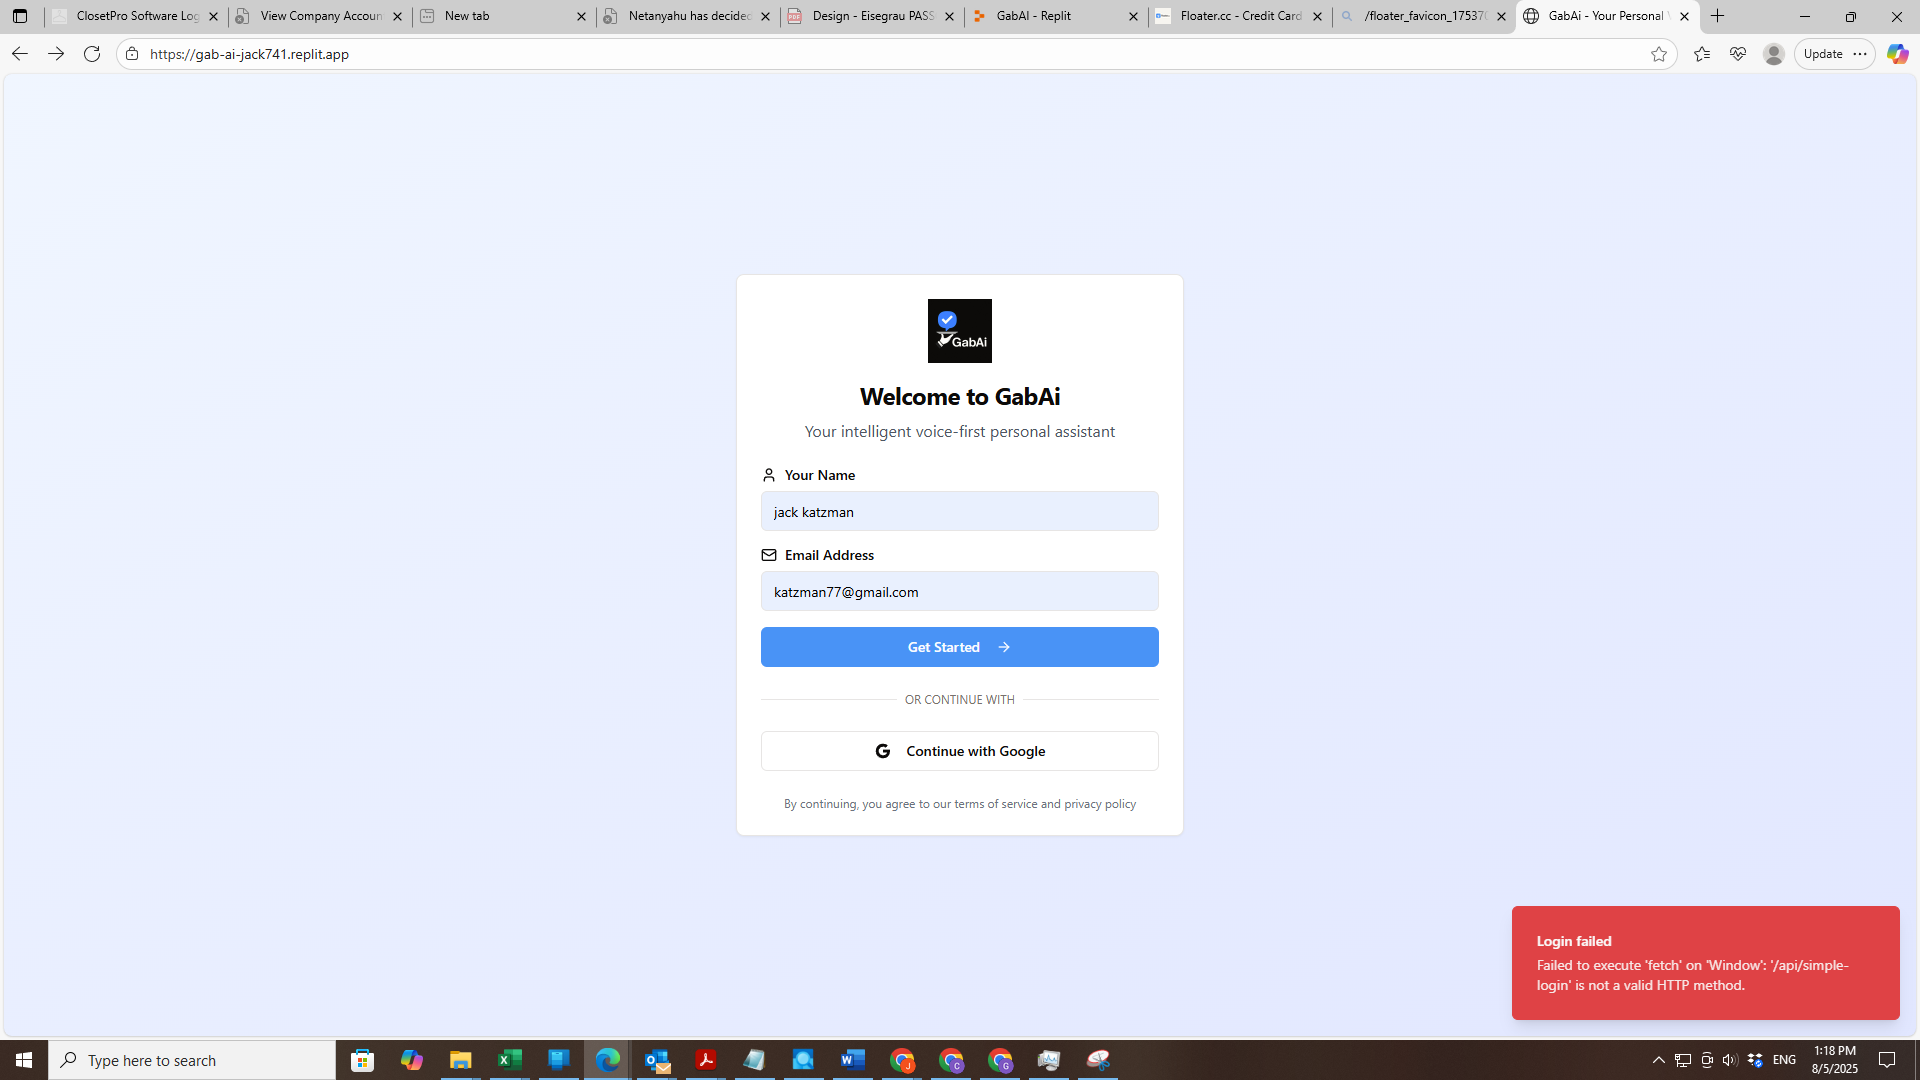 ClosetPro Software Log
View Company Accoun
New tab
Netanyahu has decided
Design - Eisegrau PASS
GabAI - Replit
Floater.cc - Credit Card
/floater_favicon_17537
GabAi - Your Personal V
https://gab-ai-jack741.replit.app
Update
GabAi
Welcome to GabAi
Your intelligent voice-first personal assistant
Your Name
jack katzman
Email Address
katzman77@gmail.com
Get Started
OR CONTINUE WITH
G Continue with Google
By continuing, you agree to our terms of service and privacy policy
Login failed
Failed to execute 'fetch' on 'Window': '/api/simple-
login' is not a valid HTTP method.
Type here to search
ENG
1:18 PM
8/5/2025